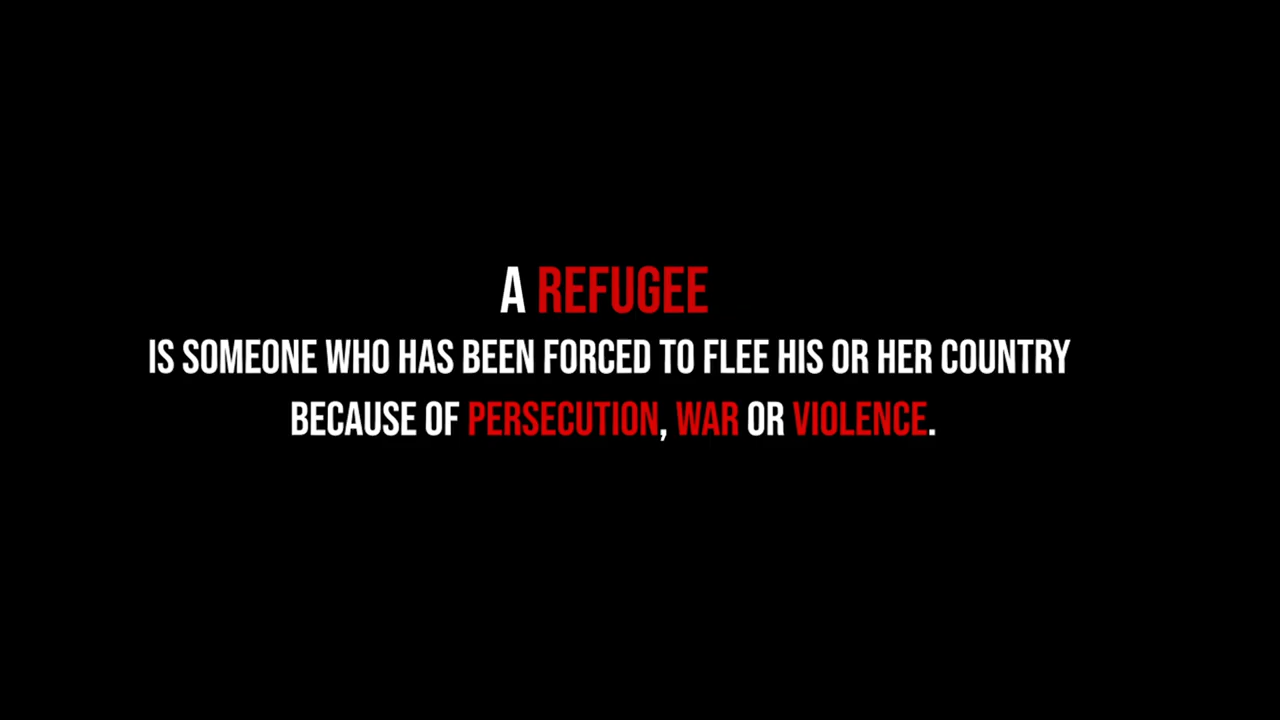 A REFUGEE
IS SOMEONE WHO HAS BEEN FORCED TO FLEE HIS OR HER COUNTRY
BECAUSE OF PERSECUTION, WAR OR VIOLENCE.